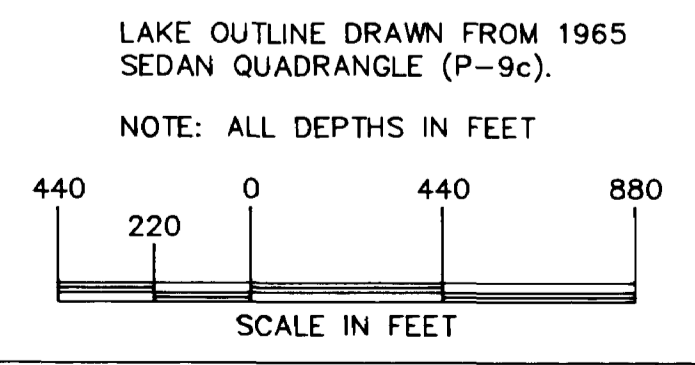 LAKE OUTLINE DRAWN FROM 1965
SEDAN QUADRANGLE (P-9c).
NOTE: ALL DEPTHS IN FEET
440 0 440 880
220
SCALE IN FEET